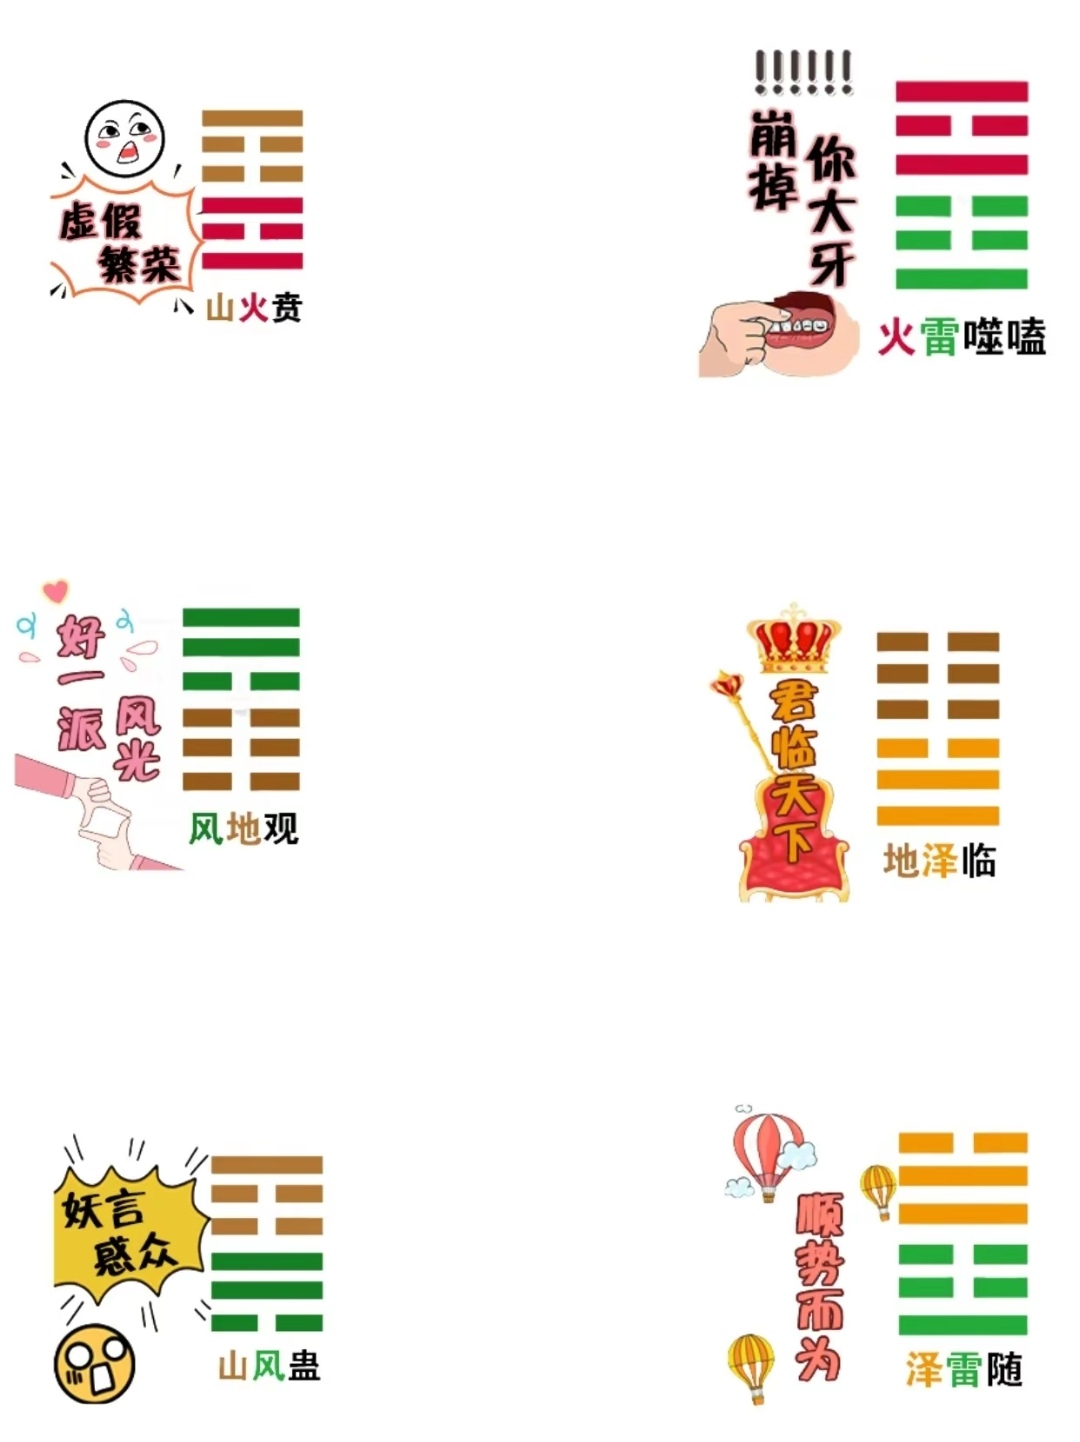 虚假
繁荣
山火贲
!!!!!!
崩掉
你大牙
火雷噬嗑
好一派
风光
风地观
君临天下
地泽临
妖言
惑众
山风蛊
顺势而为
泽雷随